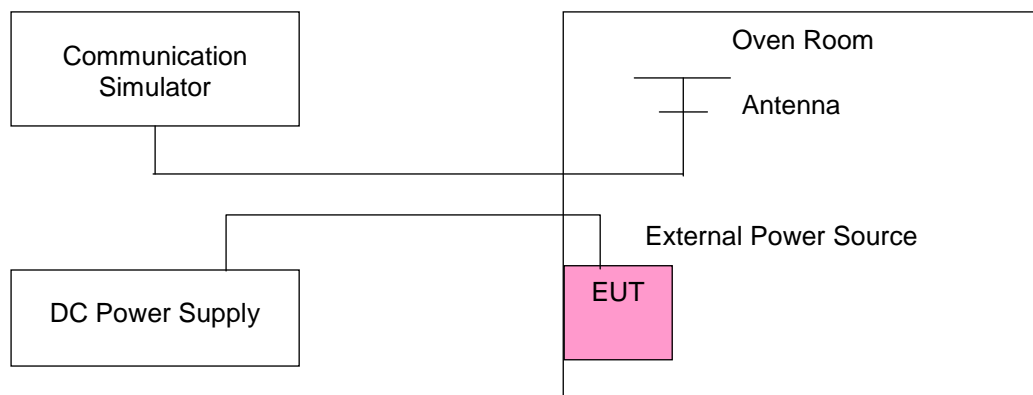 Communication
Simulator
Oven Room
Antenna
External Power Source
DC Power Supply
EUT